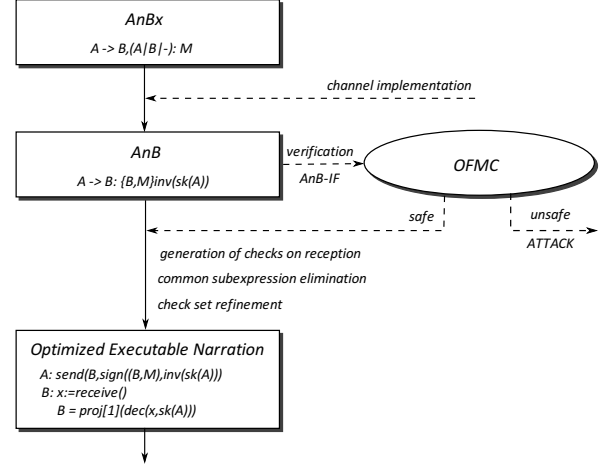 AnBx
A -> B,(A|B|-): M
channel implementation
AnB
A -> B: {B,M}inv(sk(A))
verification
AnB-IF
OFMC
safe
unsafe
ATTACK
generation of checks on reception
common subexpression elimination
check set refinement
Optimized Executable Narration
A: send(B,sign((B,M),inv(sk(A)))
B: x:=receive()
B = proj[1](dec(x,sk(A)))